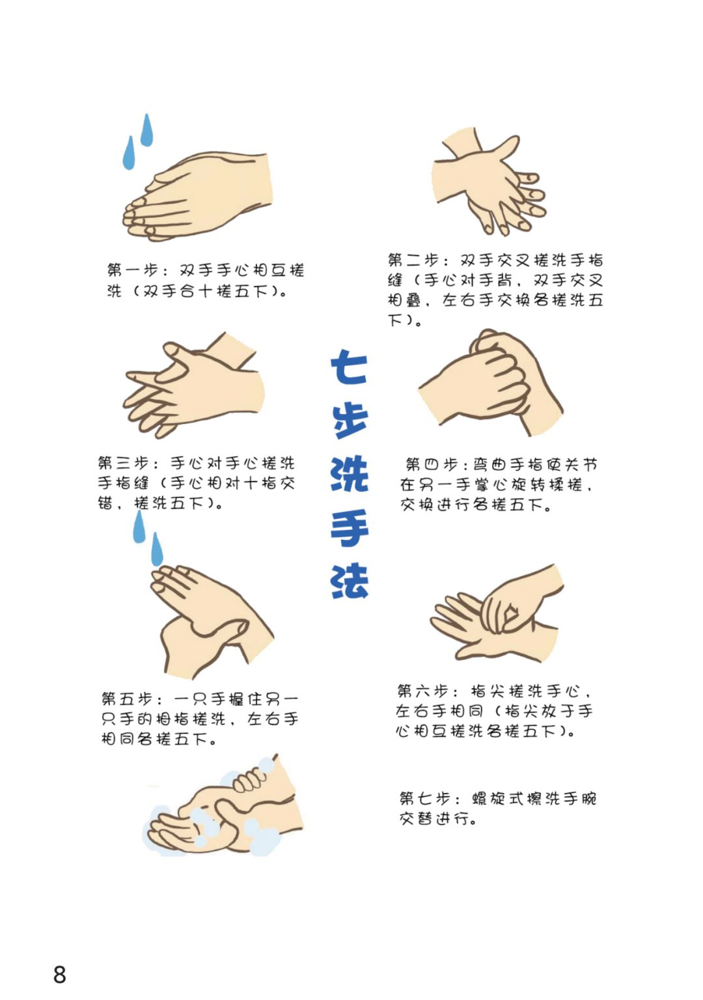 第一步：双手手心相互搓
洗（双手合十搓五下）。
第二步：双手交叉搓洗手指
缝（手心对手背，双手交叉
相叠，左右手交换各搓洗五
下）。
七步洗手法
第三步：手心对手心搓洗
手指缝（手心相对十指交
错，搓洗五下）。
第四步：弯曲手指使关节
在另一手掌心旋转揉搓，
交换进行各搓五下。
第五步：一只手握住另一
只手的拇指搓洗，左右手
相同各搓五下。
第六步：指尖搓洗手心，
左右手相同（指尖放于手
心相互搓洗各搓五下）。
第七步：螺旋式擦洗手腕
交替进行。
8